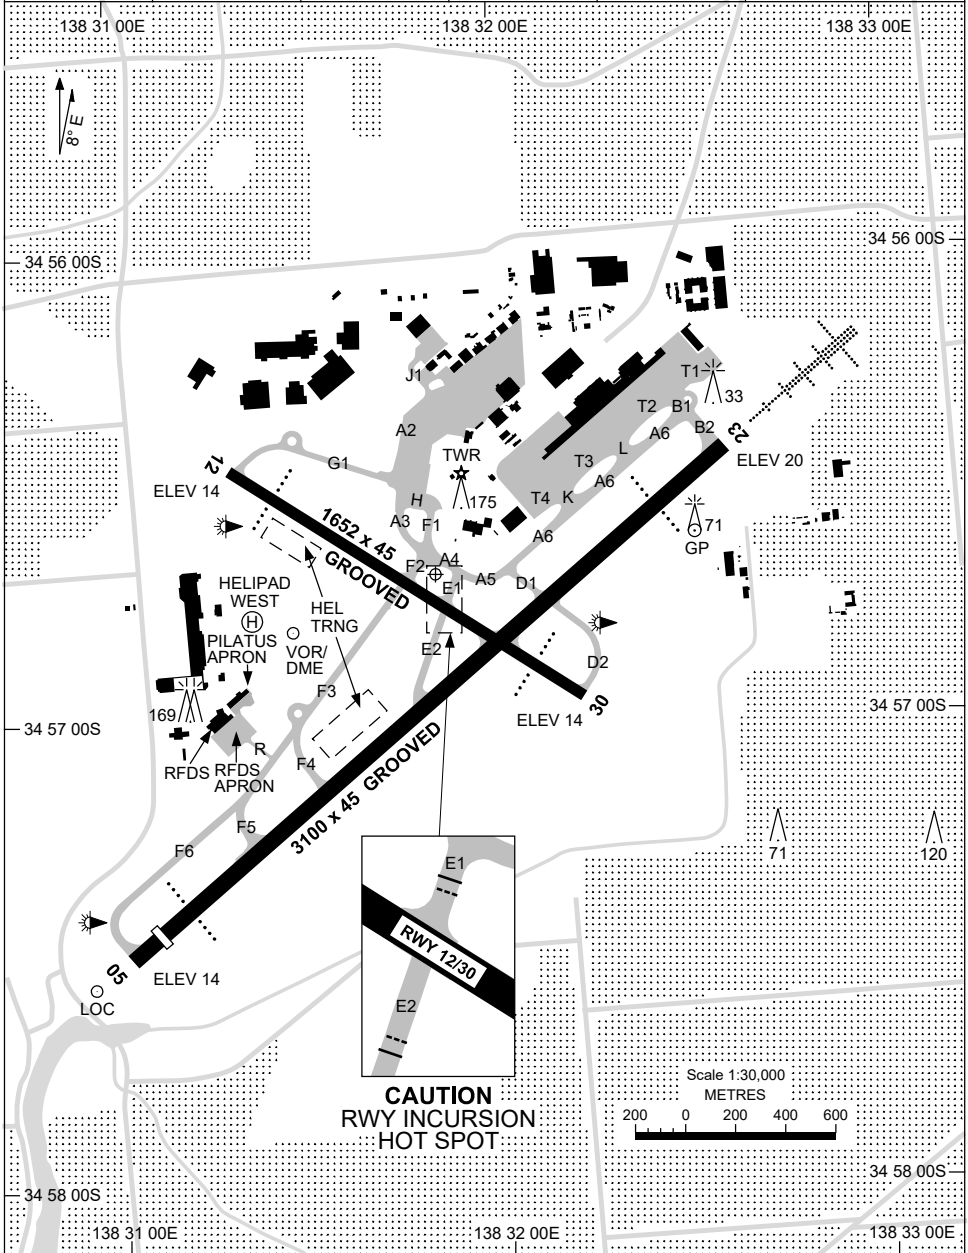 138 31 00E
138 32 00E
138 33 00E
8° E
34 56 00S
34 56 00S
J1
T1
33
T2
B1
A2
A6
B2
23
TWR
L
G1
T3
ELEV 20
12
ELEV 14
A6
H
175
T4
K
A3
F1
71
1652 x 45
GROOVED
A6
GP
A4
F2
A5
D1
E1
HELIPAD
WEST
H
HEL
TRNG
PILATUS
APRON
VOR/
DME
E2
D2
F3
169
30
ELEV 14
34 57 00S
34 57 00S
R
RFDS
RFDS
APRON
F4
3100 x 45 GROOVED
F5
F6
71
120
E1
RWY 12/30
E2
05
ELEV 14
LOC
CAUTION
RWY INCURSION
HOT SPOT
Scale 1:30,000
METRES
200 0 200 400 600
34 58 00S
34 58 00S
138 31 00E
138 32 00E
138 33 00E